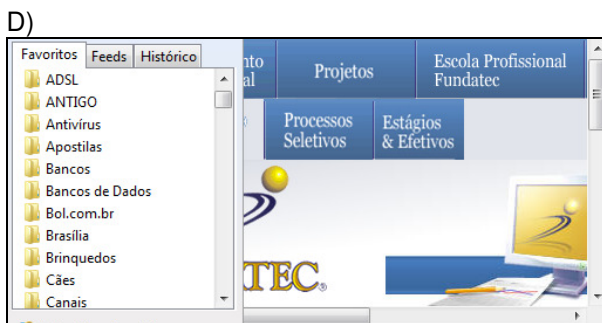 D)
Favoritos Feeds Histórico
ADSL
ANTIGO
Antivírus
Apostilas
Bancos
Bancos de Dados
Bol.com.br
Brasília
Brinquedos
Cães
Canais
Projetos
Escola Profissional
Fundatec
Processos
Seletivos
Estágios
& Efetivos